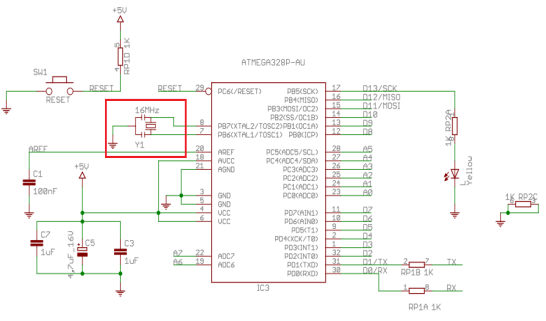 +5V
5
RP1D 1K
4
ATMEGA328P-AU
SW1
RESET
RESET
RESET
29 PC6(/RESET)
PB5(SCK) 17 D13/SCK
PB4(MISO) 16 D12/MISO
PB3(MOSI/OC2) 15 D11/MOSI
PB2(SS/OC1B) 14 D10
16MHz
8 PB7(XTAL2/TOSC2)
PB1(OC1A) 13 D9
7 PB6(XTAL1/TOSC1)
PB0(ICP) 12 D8
Y1
1K RP2A
Yellow
L
AREF
20 AREF
PC5(ADC5/SCL) 28 A5
18 AVCC
PC4(ADC4/SDA) 27 A4
21 AGND
PC3(ADC3) 26 A3
PC2(ADC2) 25 A2
PC1(ADC1) 24 A1
3 GND
PC0(ADC0) 23 A0
5 GND
4 VCC
PD7(AIN1) 11 D7
6 VCC
PD6(AIN0) 10 D6
PD5(T1) 9 D5
PD4(XCK/T0) 2 D4
PD3(INT1) 1 D3
A7 22 ADC7
PD2(INT0) 32 D2
A6 19 ADC6
PD1(TXD) 31 D1/TX
PD0(RXD) 30 D0/RX
IC3
+5V
C1
100nF
C7
1uF
C5
4,7uF_16V
C3
1uF
1K RP2C
2 7 TX
RP1B 1K
1 8 RX
RP1A 1K